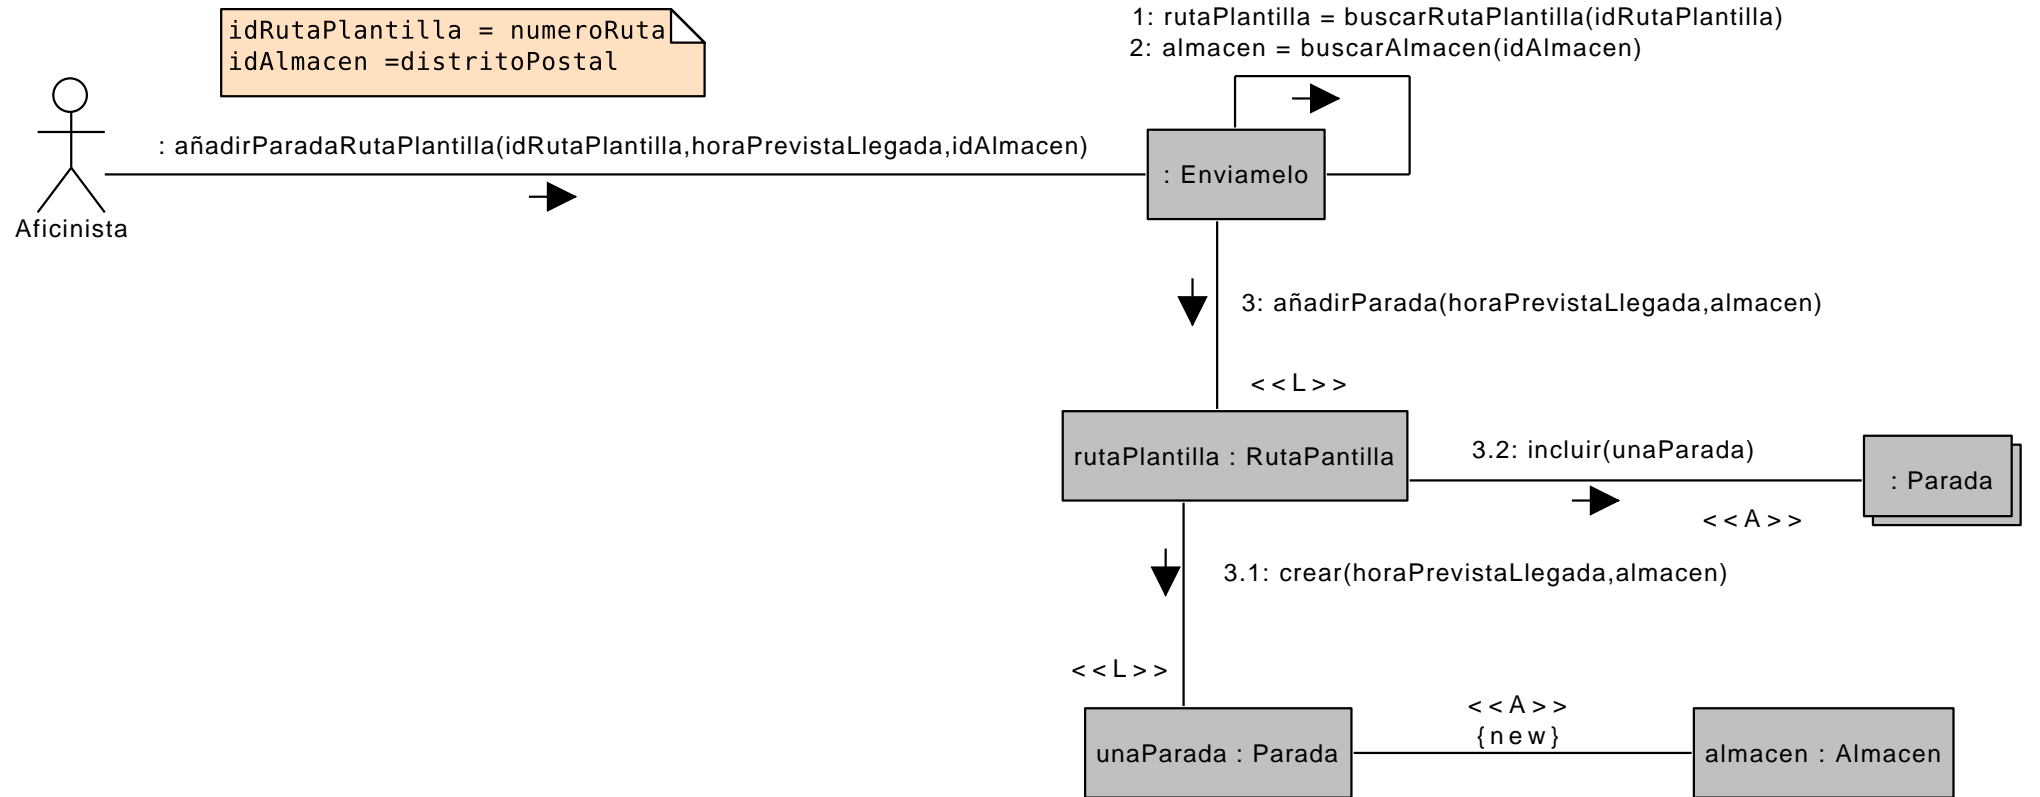 idRutaPlantilla = numeroRuta
idAlmacen =distritoPostal
1: rutaPlantilla = buscarRutaPlantilla(idRutaPlantilla)
2: almacen = buscarAlmacen(idAlmacen)
: añadirParadaRutaPlantilla(idRutaPlantilla,horaPrevistaLlegada,idAlmacen)
: Enviamelo
Aficinista
3: añadirParada(horaPrevistaLlegada,almacen)
<<L>>
rutaPlantilla : RutaPantilla
3.2: incluir(unaParada)
: Parada
<<A>>
3.1: crear(horaPrevistaLlegada,almacen)
<<L>>
<<A>>
{new}
unaParada : Parada
almacen : Almacen